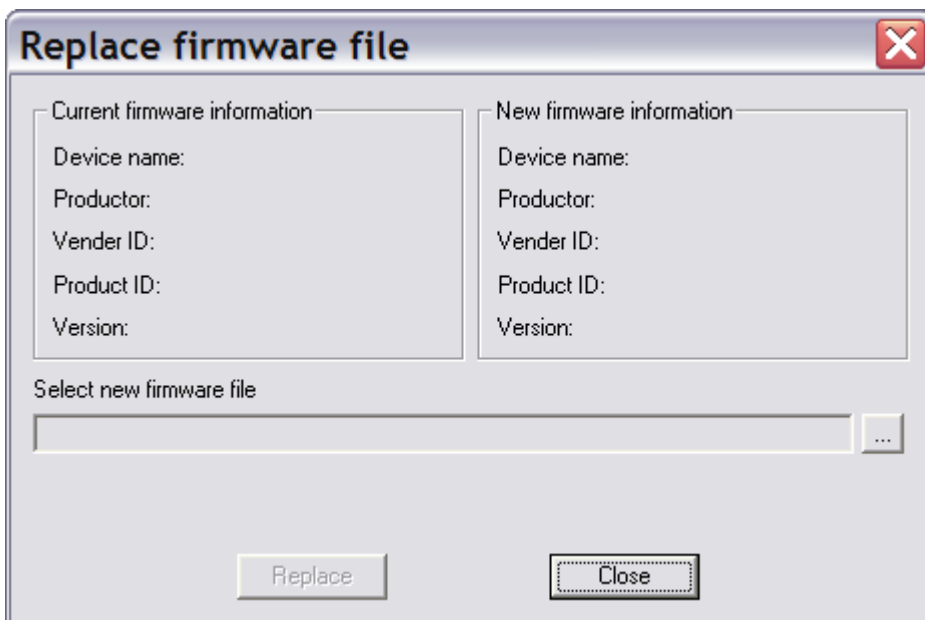 Replace firmware file
Current firmware information
Device name:
Productor:
Vender ID:
Product ID:
Version:
New firmware information
Device name:
Productor:
Vender ID:
Product ID:
Version:
Select new firmware file
...
Replace
Close